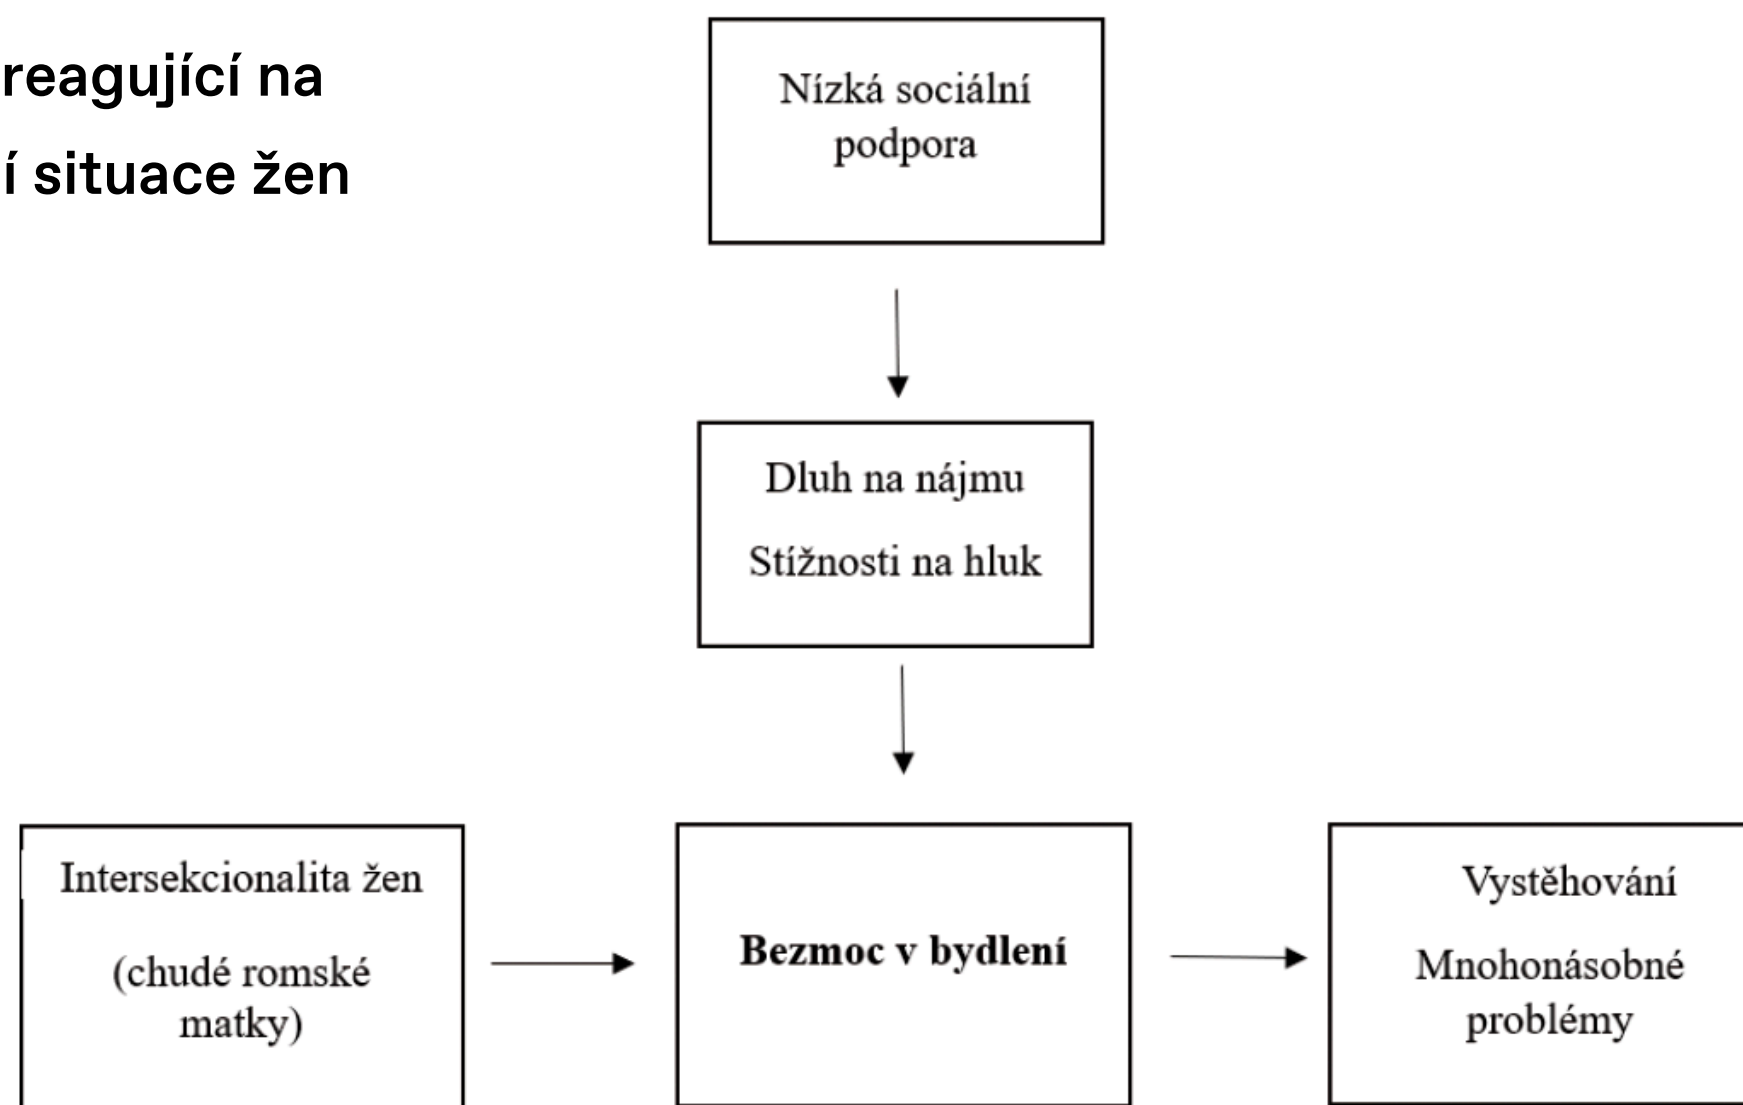 reagující na
í situace žen
Nízká sociální
podpora
Dluh na nájmu
Stížnosti na hluk
Intersekcionalita žen
(chudé romské
matky)
Bezmoc v bydlení
Vystěhování
Mnohonásobné
problémy